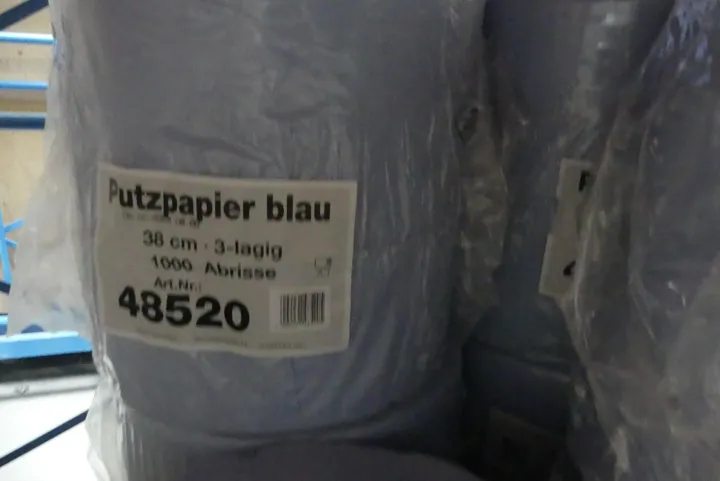 Putzpapier blau
38 cm · 3-lagig
1000 Abrisse
Art.Nr.:
48520